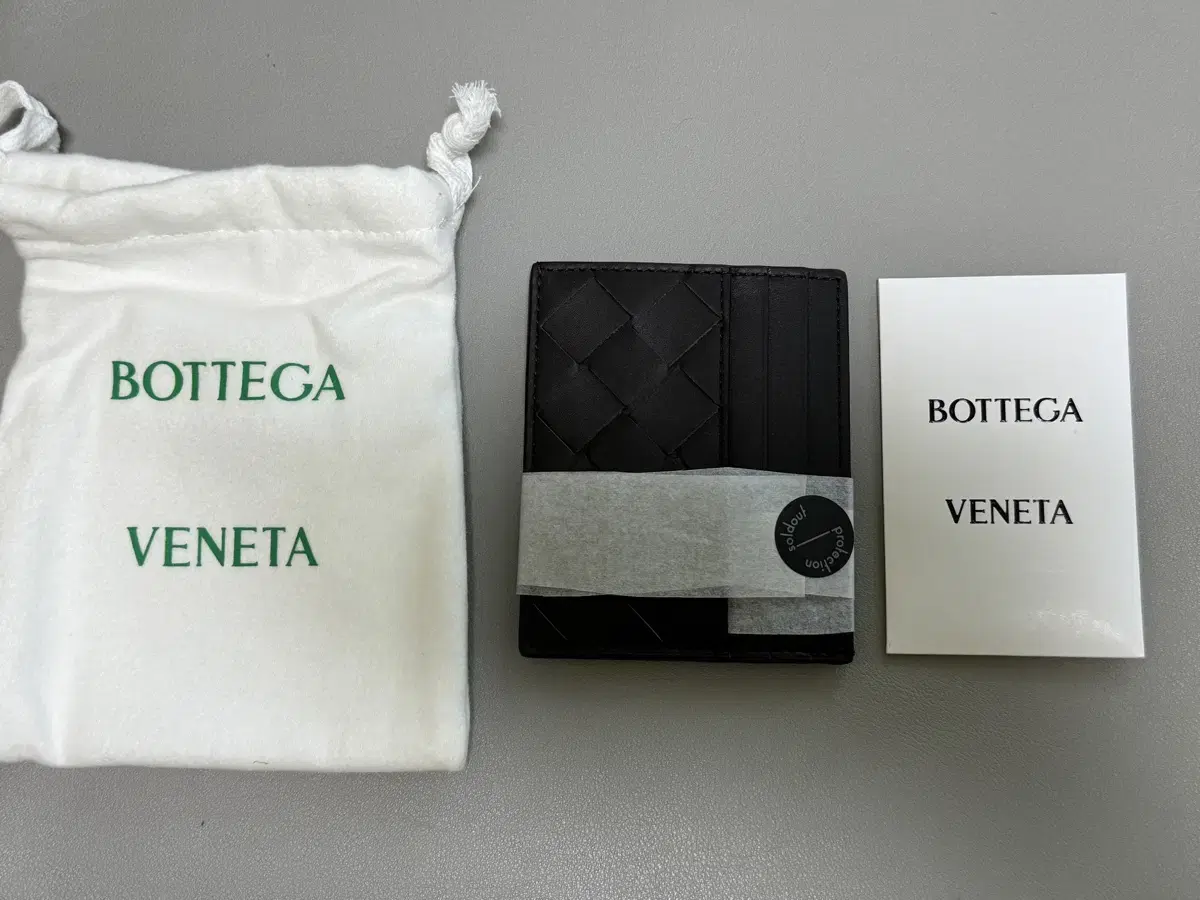 BOTTEGA
VENETA
soldout
protection
BOTTEGA
VENETA